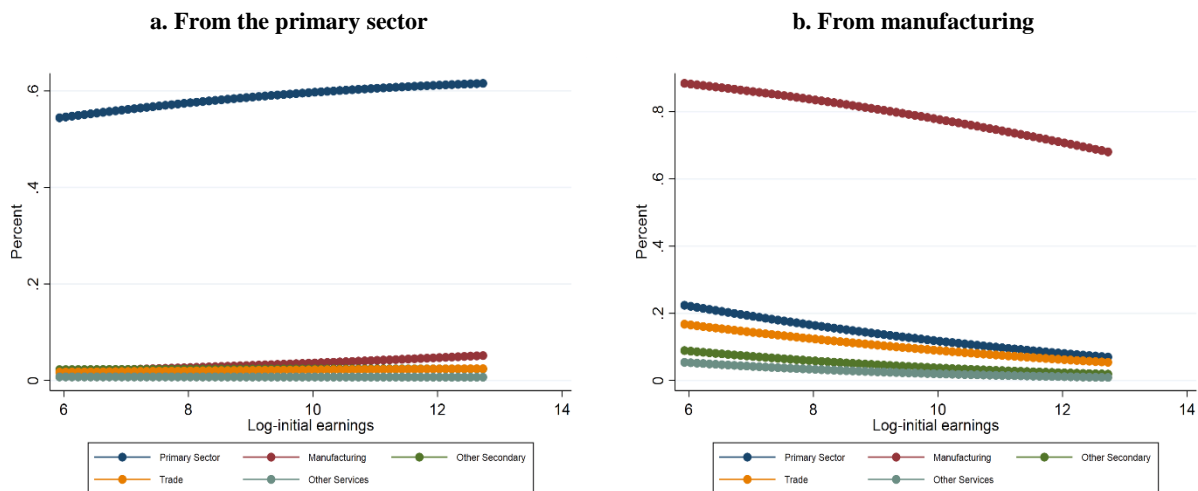 a. From the primary sector
.6
.4
.2
0
Percent
6 8 10 12 14
Log-initial earnings
Primary Sector Manufacturing Other Secondary
Trade Other Services
b. From manufacturing
.8
.6
.4
.2
0
Percent
6 8 10 12 14
Log-initial earnings
Primary Sector Manufacturing Other Secondary
Trade Other Services